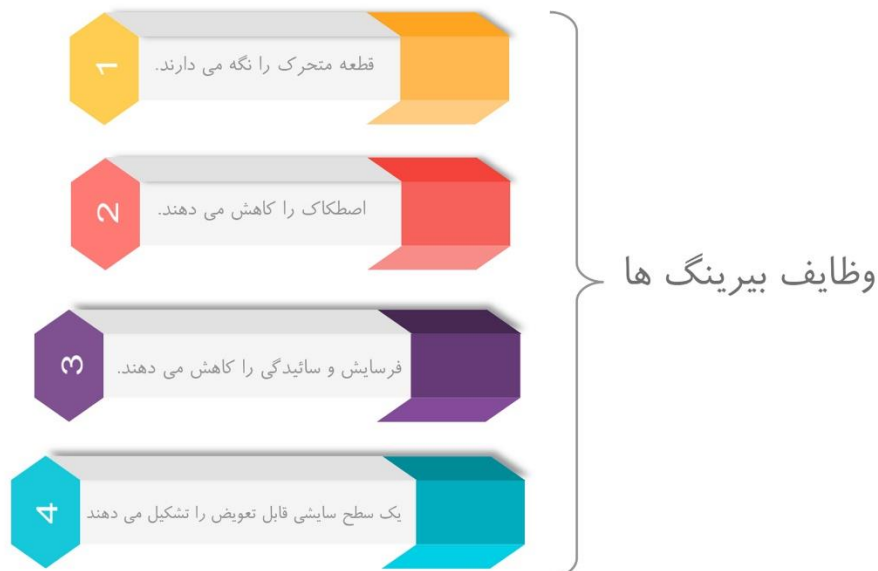 وظایف بیرینگ ها
1
قطعه متحرک را نگه می دارند.
2
اصطکاک را کاهش می دهند.
3
فرسایش و سائیدگی را کاهش می دهند.
4
یک سطح سایشی قابل تعویض را تشکیل می دهند